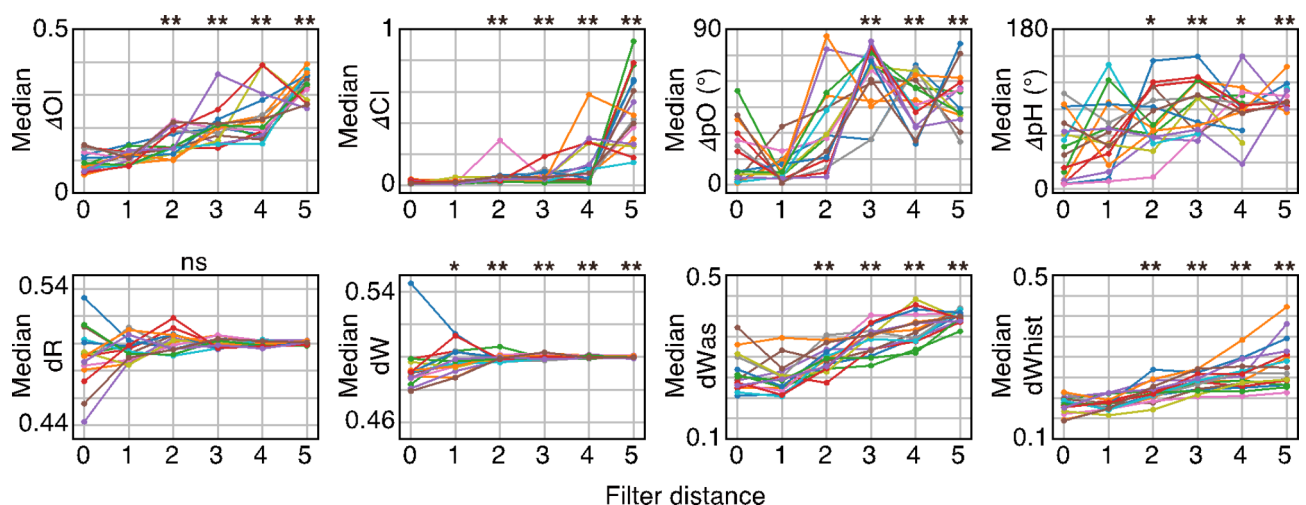 ** ** ** **
0.5
0
Median
ΔOI
0 1 2 3 4 5
** ** ** **
1
0
Median
ΔCI
0 1 2 3 4 5
** ** **
90
0
Median
ΔpO (°)
0 1 2 3 4 5
* ** * **
180
0
Median
ΔpH (°)
0 1 2 3 4 5
ns
0.54
0.44
Median
dR
0 1 2 3 4 5
* ** ** ** **
0.54
0.46
Median
dW
0 1 2 3 4 5
** ** ** **
0.5
0.1
Median
dWas
0 1 2 3 4 5
** ** ** **
0.5
0.1
Median
dWhist
0 1 2 3 4 5
Filter distance